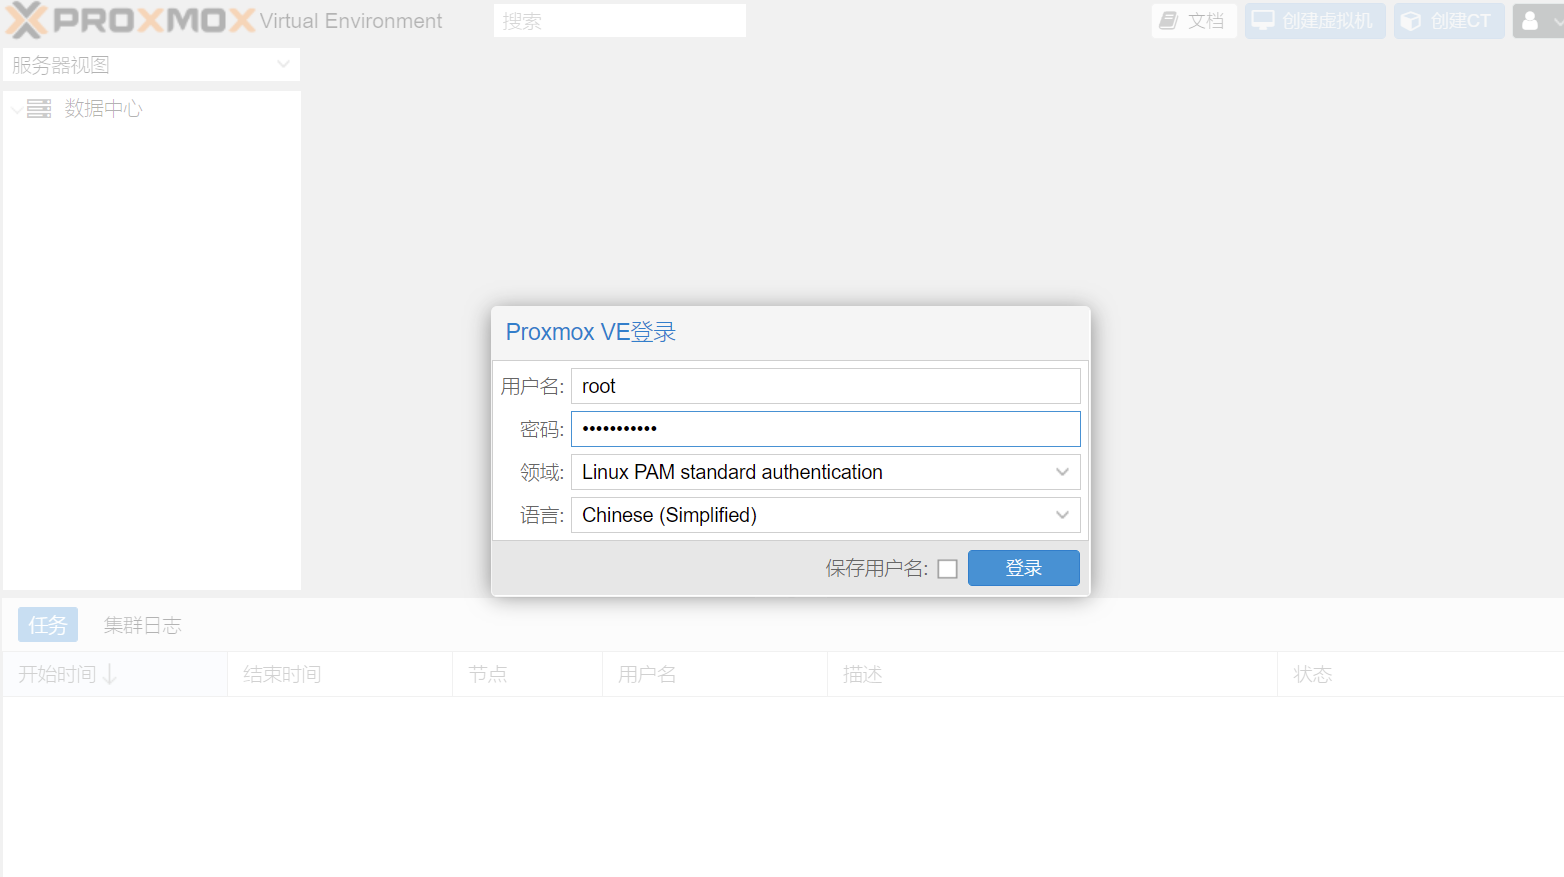 PROXMOX Virtual Environment 搜索 文档 创建虚拟机 创建CT
服务器视图
数据中心
Proxmox VE登录
用户名: root
密码: •••••••••••
领域: Linux PAM standard authentication
语言: Chinese (Simplified)
保存用户名: 登录
任务 集群日志
开始时间 结束时间 节点 用户名 描述 状态